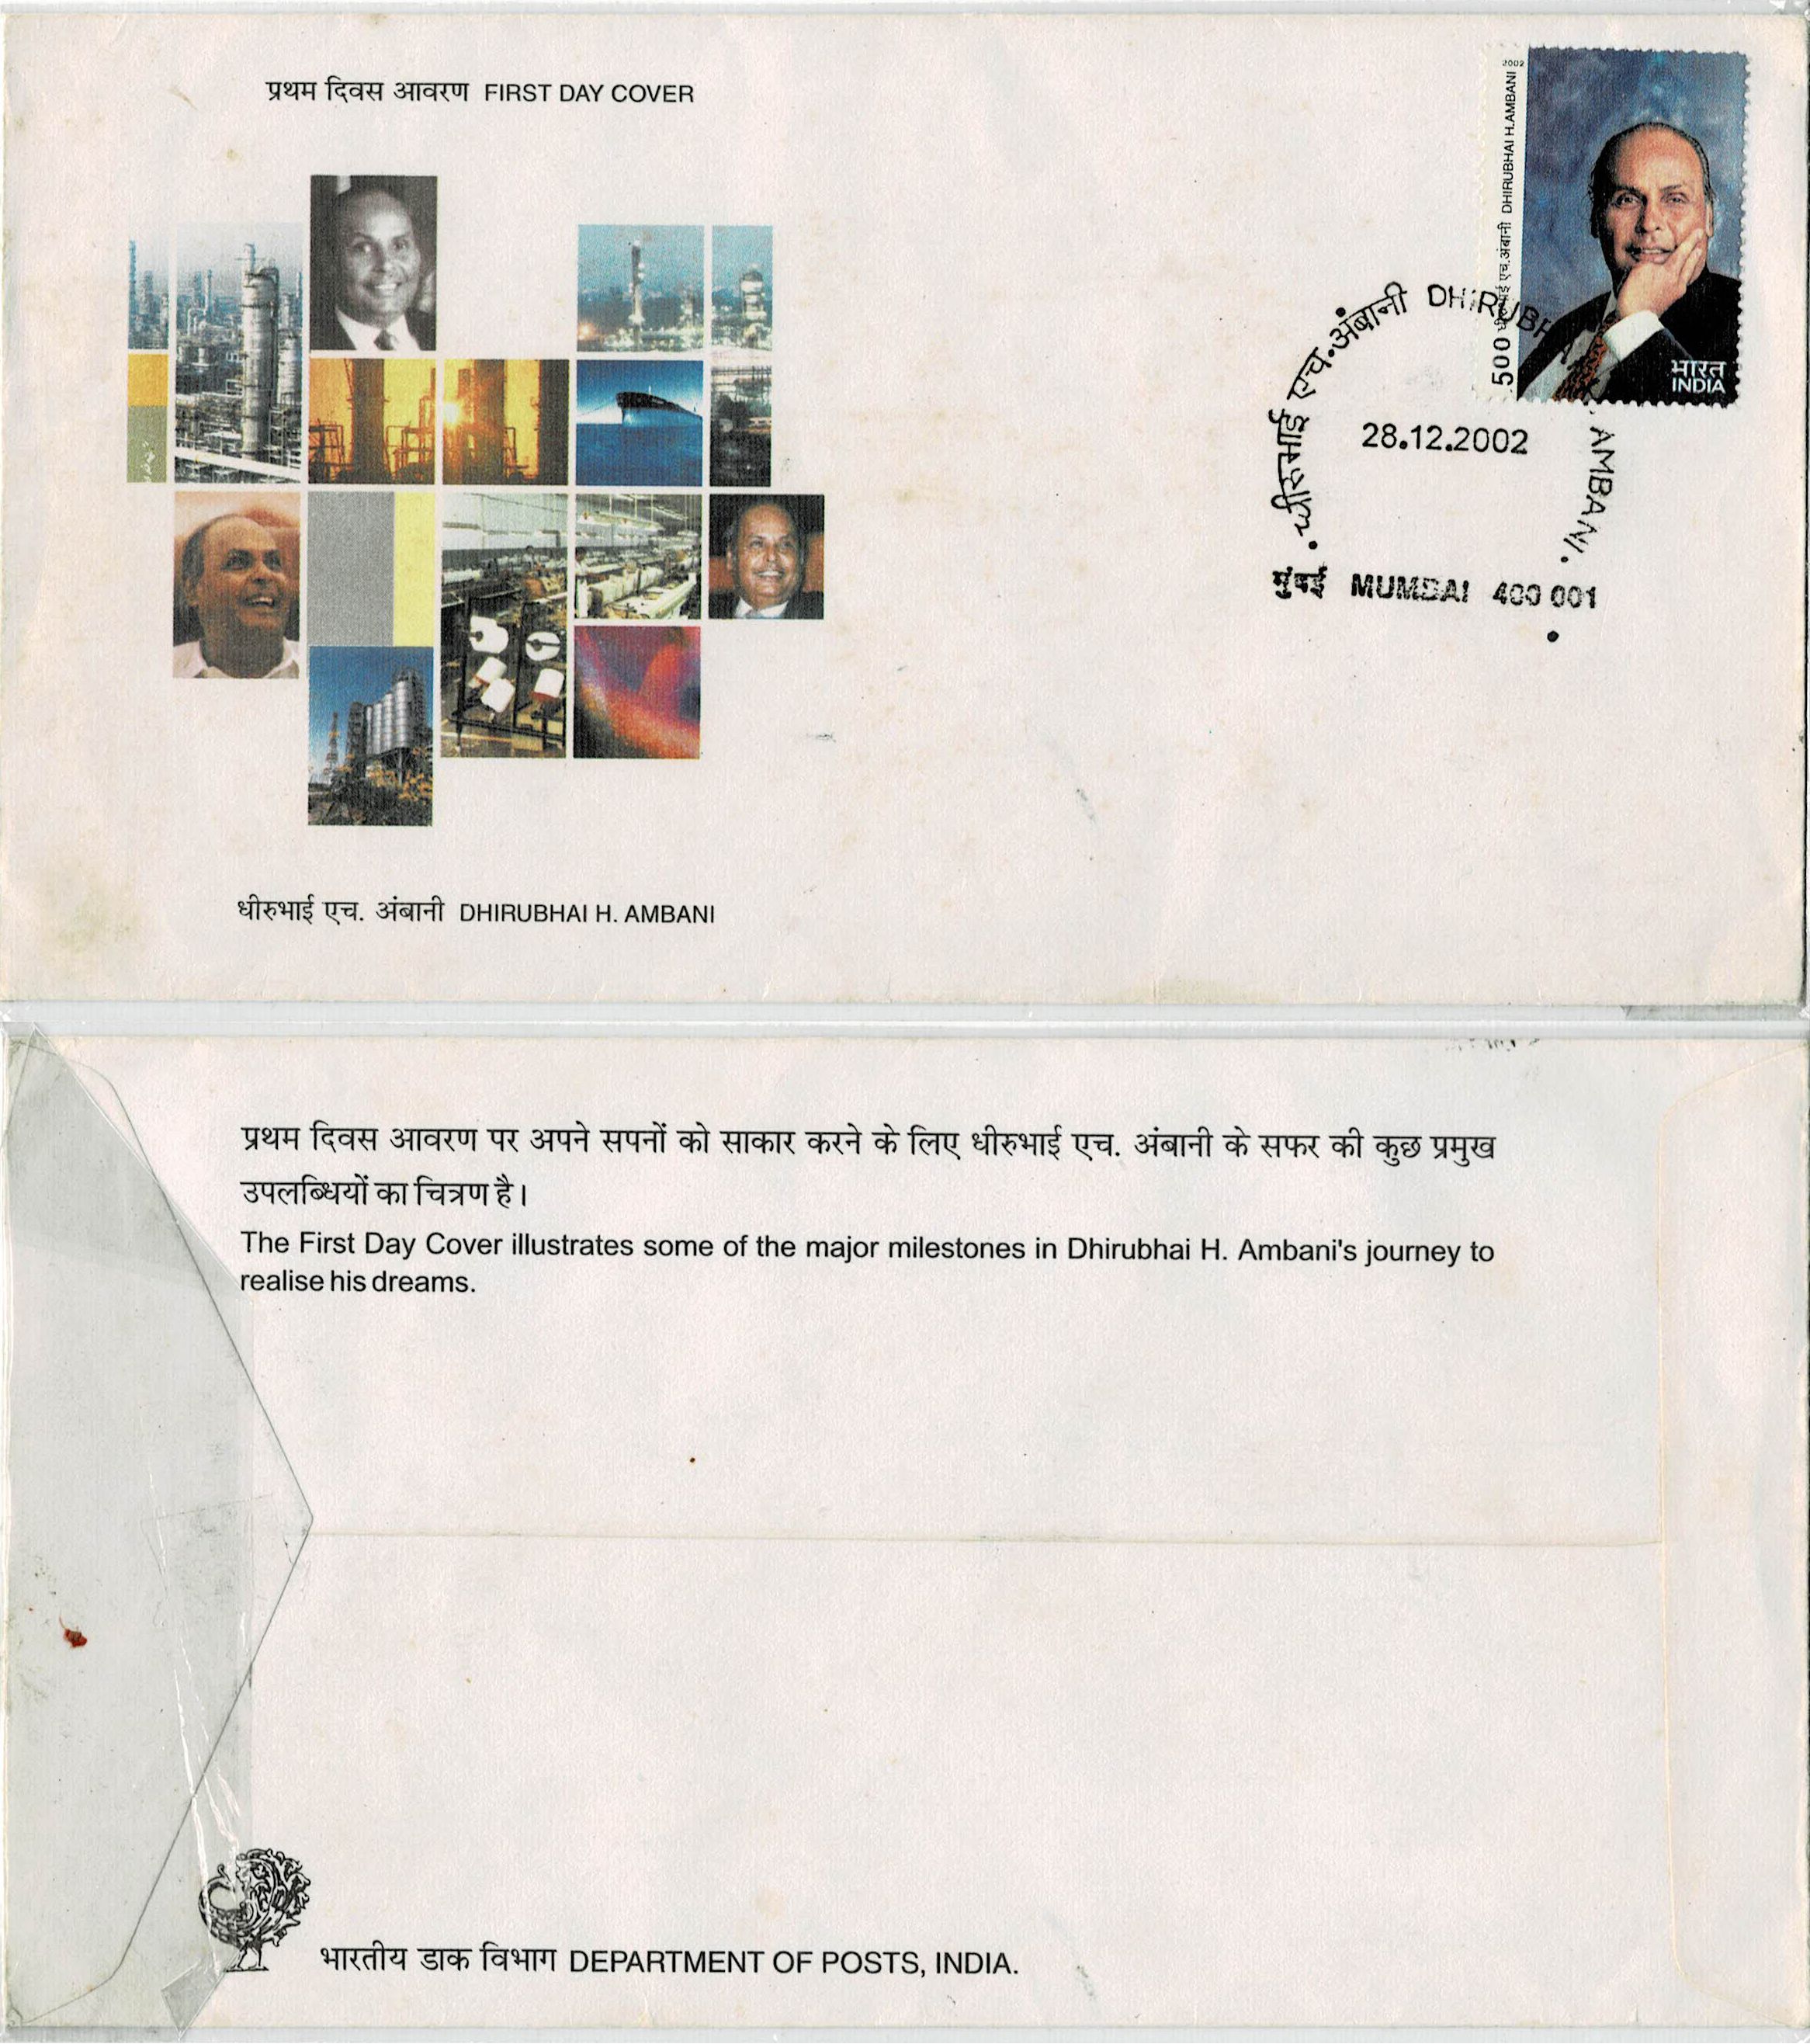 प्रथम दिवस आवरण FIRST DAY COVER
2002
500 धीरुभाई एच.अंबानी DHIRUBHAI H.AMBANI
भारत
INDIA
धीरुभाई एच. अंबानी DHIRUBH AMBANI
28.12.2002
मुंबई MUMBAI 400 001
धीरुभाई एच. अंबानी DHIRUBHAI H. AMBANI
प्रथम दिवस आवरण पर अपने सपनों को साकार करने के लिए धीरुभाई एच. अंबानी के सफर की कुछ प्रमुख
उपलब्धियों का चित्रण है।
The First Day Cover illustrates some of the major milestones in Dhirubhai H. Ambani's journey to
realise his dreams.
भारतीय डाक विभाग DEPARTMENT OF POSTS, INDIA.